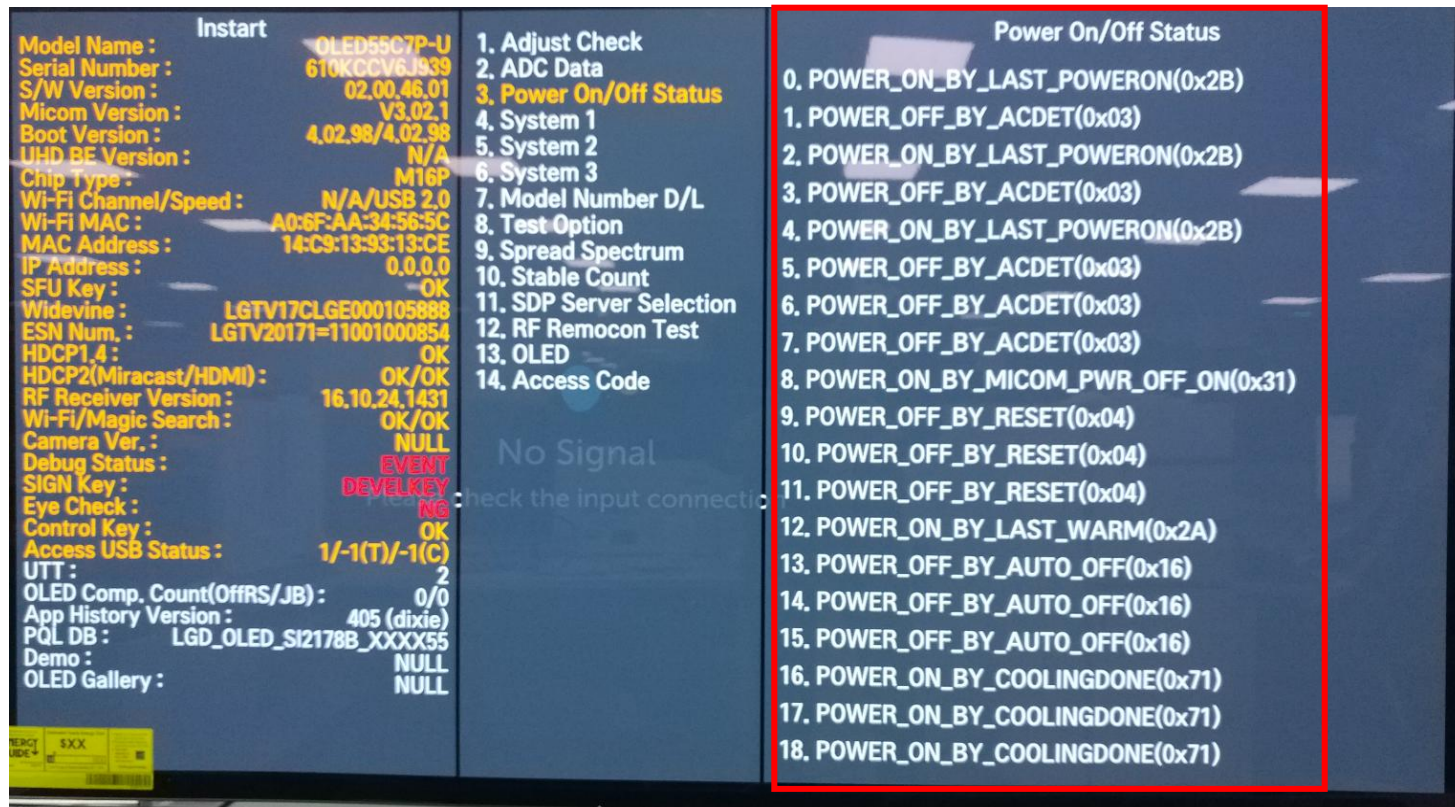 Instart
Model Name : OLED55C7P-U
Serial Number : 610KCCV6J939
S/W Version : 02.00.46.01
Micom Version : V3.02.1
Boot Version : 4.02.98/4.02.98
UHD BE Version : N/A
Chip Type : M16P
Wi-Fi Channel/Speed : N/A/USB 2.0
Wi-Fi MAC : A0:6F:AA:34:56:5C
MAC Address : 14:C9:13:93:13:CE
IP Address : 0.0.0.0
SFU Key : OK
Widevine : LGTV17CLGE000105888
ESN Num. : LGTV20171=11001000854
HDCP1.4 : OK
HDCP2(Miracast/HDMI) : OK/OK
RF Receiver Version : 16.10.24.1431
Wi-Fi/Magic Search : OK/OK
Camera Ver. : NULL
Debug Status : EVENT
SIGN Key : DEVELKEY
Eye Check : NG
Control Key : OK
Access USB Status : 1/-1(T)/-1(C)
UTT : 2
OLED Comp. Count(OffRS/JB) : 0/0
App History Version : 405 (dixie)
PQL DB : LGD_OLED_SI2178B_XXXX55
Demo : NULL
OLED Gallery : NULL
$XX
1. Adjust Check
2. ADC Data
3. Power On/Off Status
4. System 1
5. System 2
6. System 3
7. Model Number D/L
8. Test Option
9. Spread Spectrum
10. Stable Count
11. SDP Server Selection
12. RF Remocon Test
13. OLED
14. Access Code
No Signal
check the input connection
Power On/Off Status
0. POWER_ON_BY_LAST_POWERON(0x2B)
1. POWER_OFF_BY_ACDET(0x03)
2. POWER_ON_BY_LAST_POWERON(0x2B)
3. POWER_OFF_BY_ACDET(0x03)
4. POWER_ON_BY_LAST_POWERON(0x2B)
5. POWER_OFF_BY_ACDET(0x03)
6. POWER_OFF_BY_ACDET(0x03)
7. POWER_OFF_BY_ACDET(0x03)
8. POWER_ON_BY_MICOM_PWR_OFF_ON(0x31)
9. POWER_OFF_BY_RESET(0x04)
10. POWER_OFF_BY_RESET(0x04)
11. POWER_OFF_BY_RESET(0x04)
12. POWER_ON_BY_LAST_WARM(0x2A)
13. POWER_OFF_BY_AUTO_OFF(0x16)
14. POWER_OFF_BY_AUTO_OFF(0x16)
15. POWER_OFF_BY_AUTO_OFF(0x16)
16. POWER_ON_BY_COOLINGDONE(0x71)
17. POWER_ON_BY_COOLINGDONE(0x71)
18. POWER_ON_BY_COOLINGDONE(0x71)